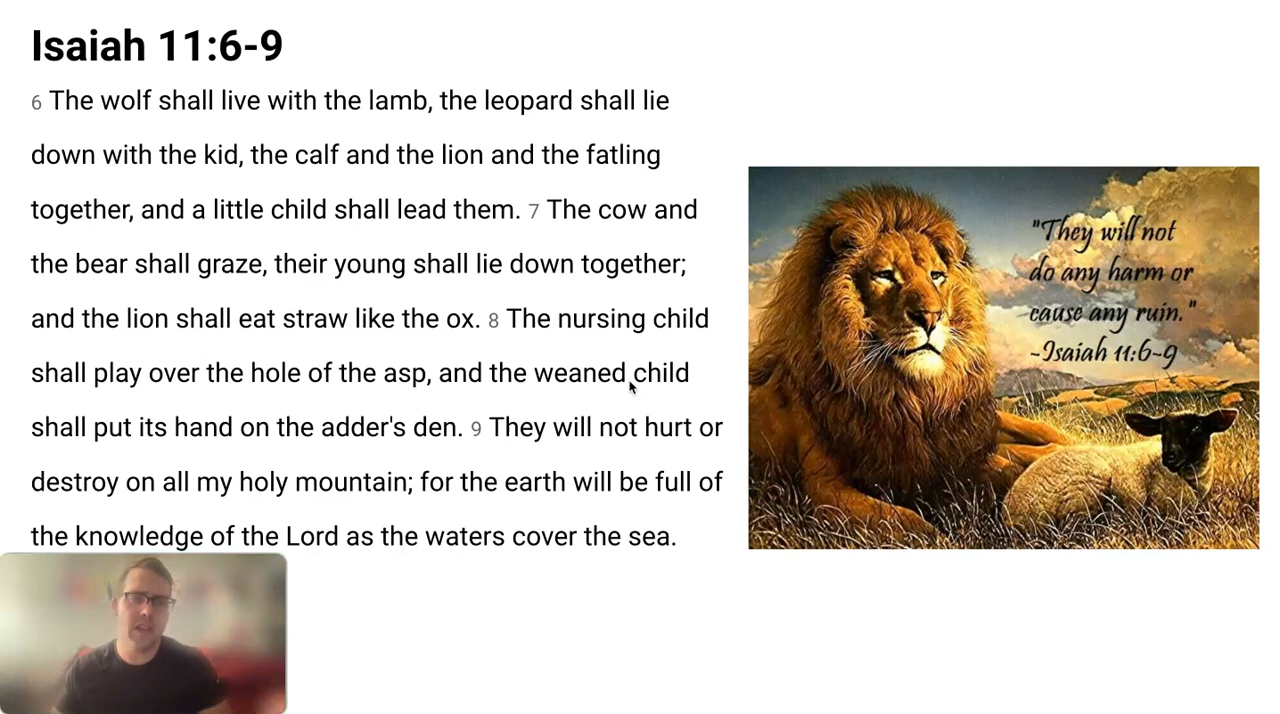 Isaiah 11:6-9
6 The wolf shall live with the lamb, the leopard shall lie
down with the kid, the calf and the lion and the fatling
together, and a little child shall lead them. 7 The cow and
the bear shall graze, their young shall lie down together;
and the lion shall eat straw like the ox. 8 The nursing child
shall play over the hole of the asp, and the weaned child
shall put its hand on the adder's den. 9 They will not hurt or
destroy on all my holy mountain; for the earth will be full of
the knowledge of the Lord as the waters cover the sea.
"They will not
do any harm or
cause any ruin."
~Isaiah 11:6~9